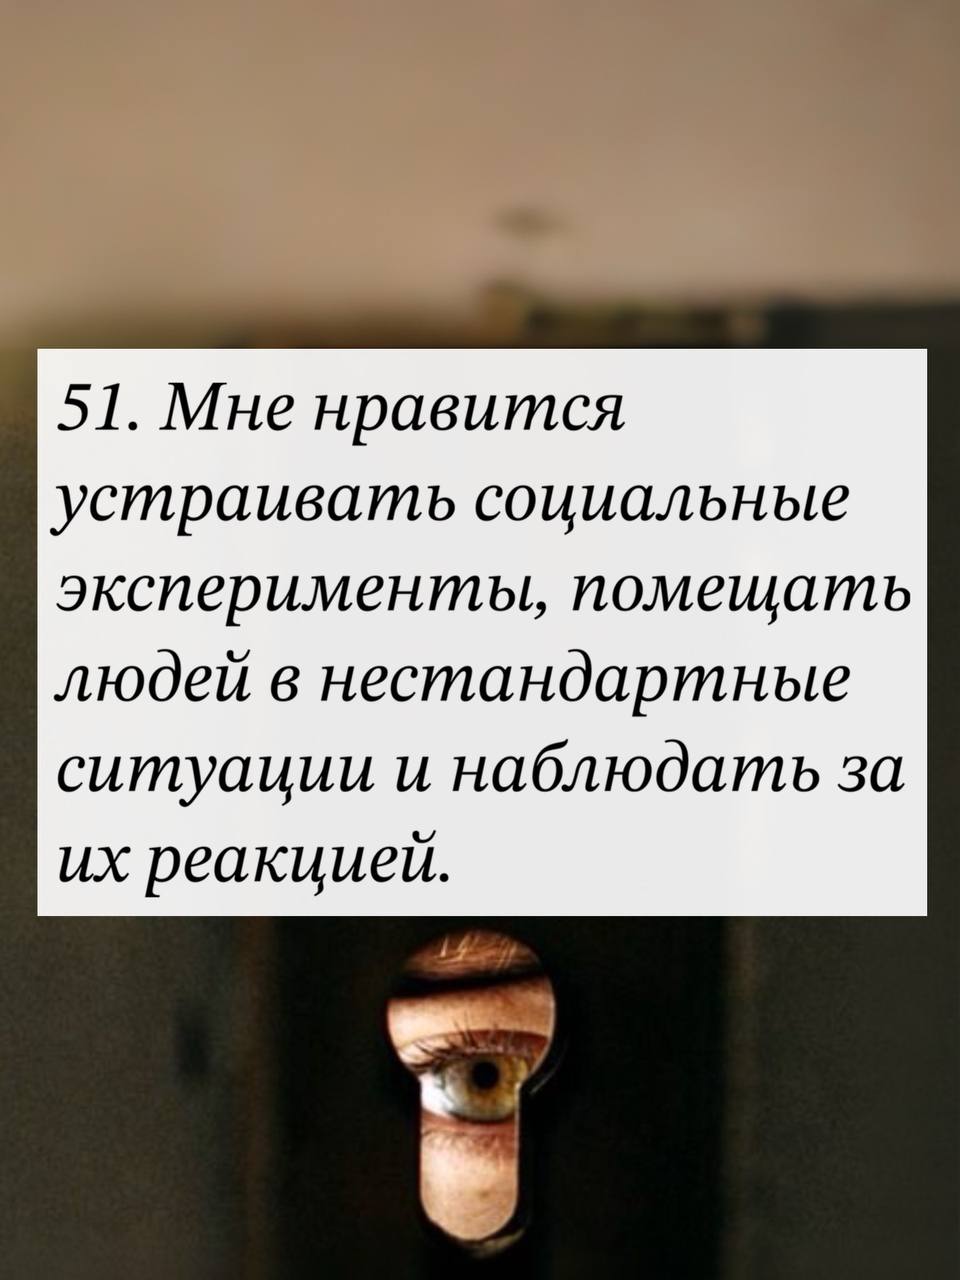 51. Мне нравится
устраивать социальные
эксперименты, помещать
людей в нестандартные
ситуации и наблюдать за
их реакцией.